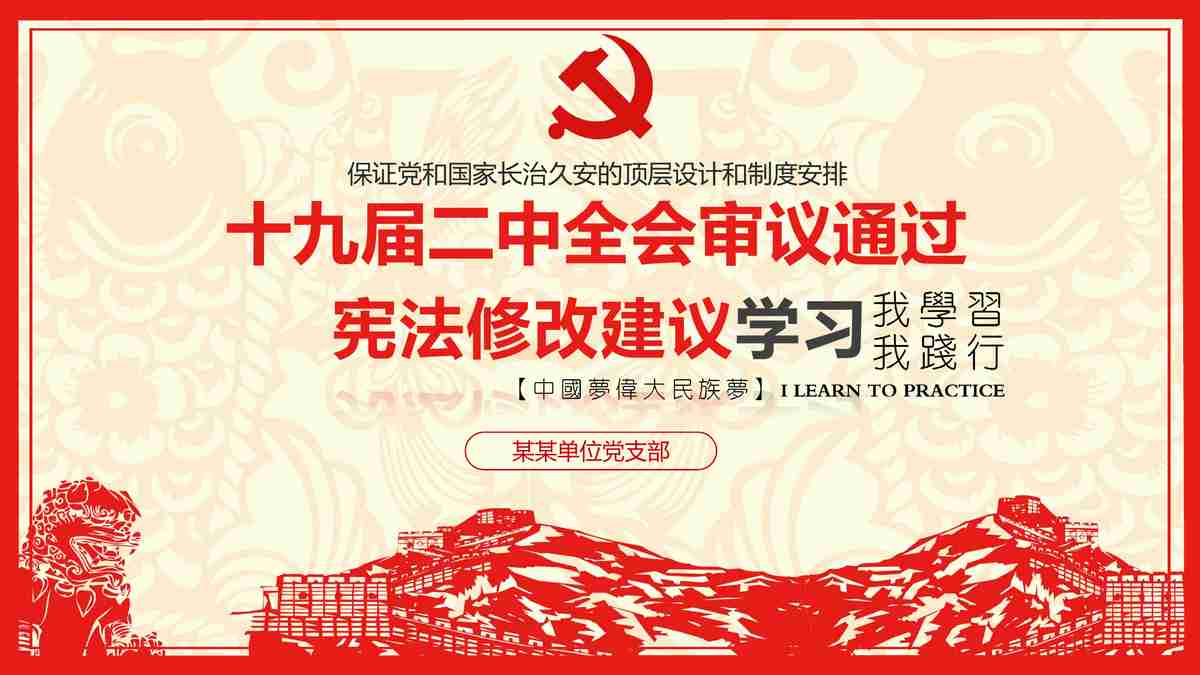 保证党和国家长治久安的顶层设计和制度安排
十九届二中全会审议通过
宪法修改建议学习
我學習
我踐行
【中國夢偉大民族夢】I LEARN TO PRACTICE
某某单位党支部